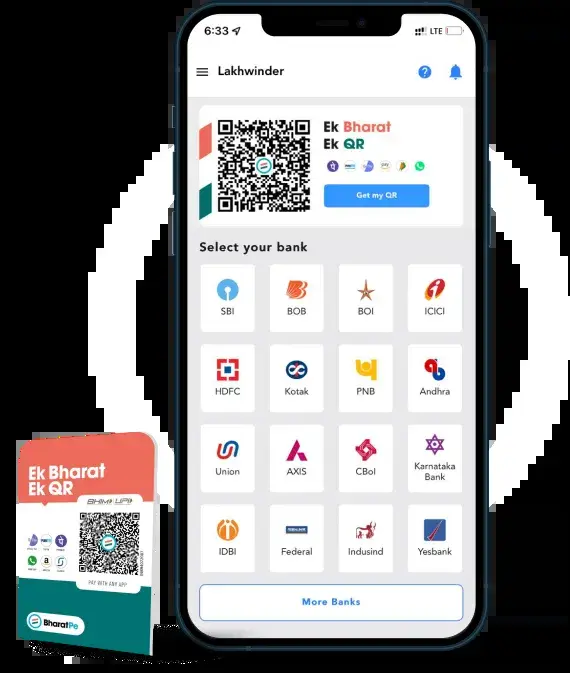 6:33
LTE
Lakhwinder
Ek Bharat
Ek QR
Get my QR
Select your bank
SBI
BOB
BOI
ICICI
HDFC
Kotak
PNB
Andhra
Union
AXIS
CBoI
Karnataka
Bank
IDBI
Federal
Indusind
Yesbank
More Banks
Ek Bharat
Ek QR
BHIM UPI
PAY WITH ANY APP
BharatPe